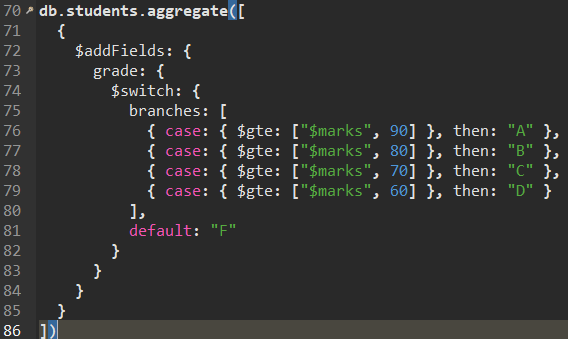 70 db.students.aggregate([
71   {
72     $addFields: {
73       grade: {
74         $switch: {
75           branches: [
76             { case: { $gte: ["$marks", 90] }, then: "A" },
77             { case: { $gte: ["$marks", 80] }, then: "B" },
78             { case: { $gte: ["$marks", 70] }, then: "C" },
79             { case: { $gte: ["$marks", 60] }, then: "D" }
80           ],
81           default: "F"
82         }
83       }
84     }
85   }
86 ])